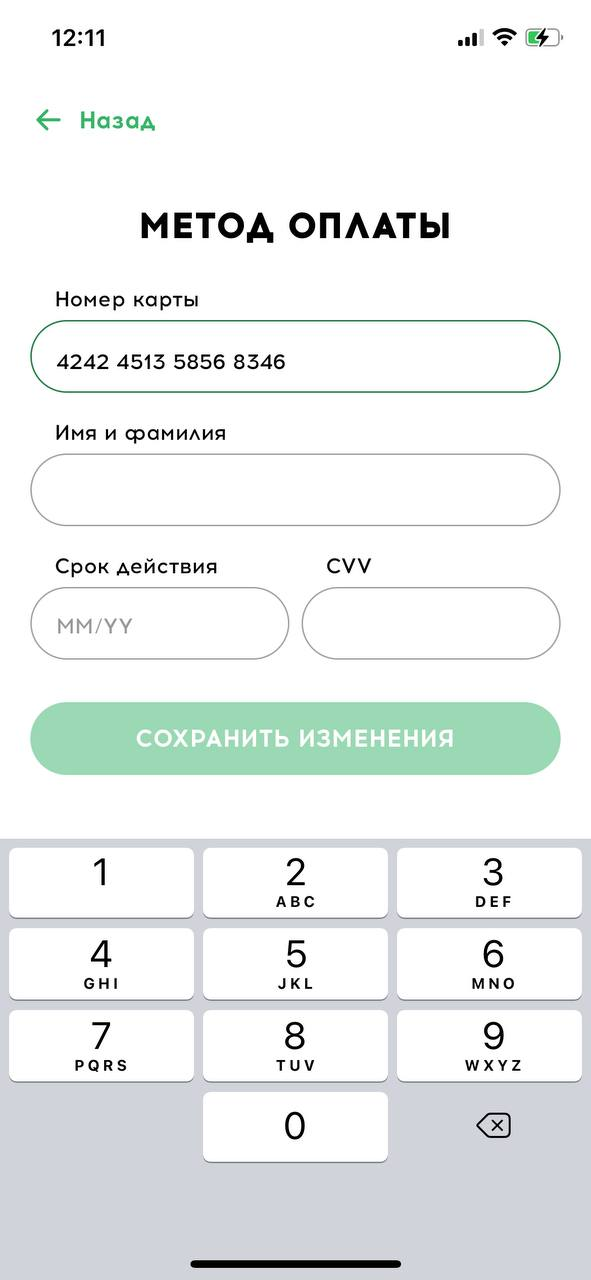 12:11
Назад
МЕТОД ОПЛАТЫ
Номер карты
4242 4513 5856 8346
Имя и фамилия
Срок действия CVV
MM/YY
СОХРАНИТЬ ИЗМЕНЕНИЯ
1 2 3
ABC DEF
4 5 6
GHI JKL MNO
7 8 9
PQRS TUV WXYZ
0